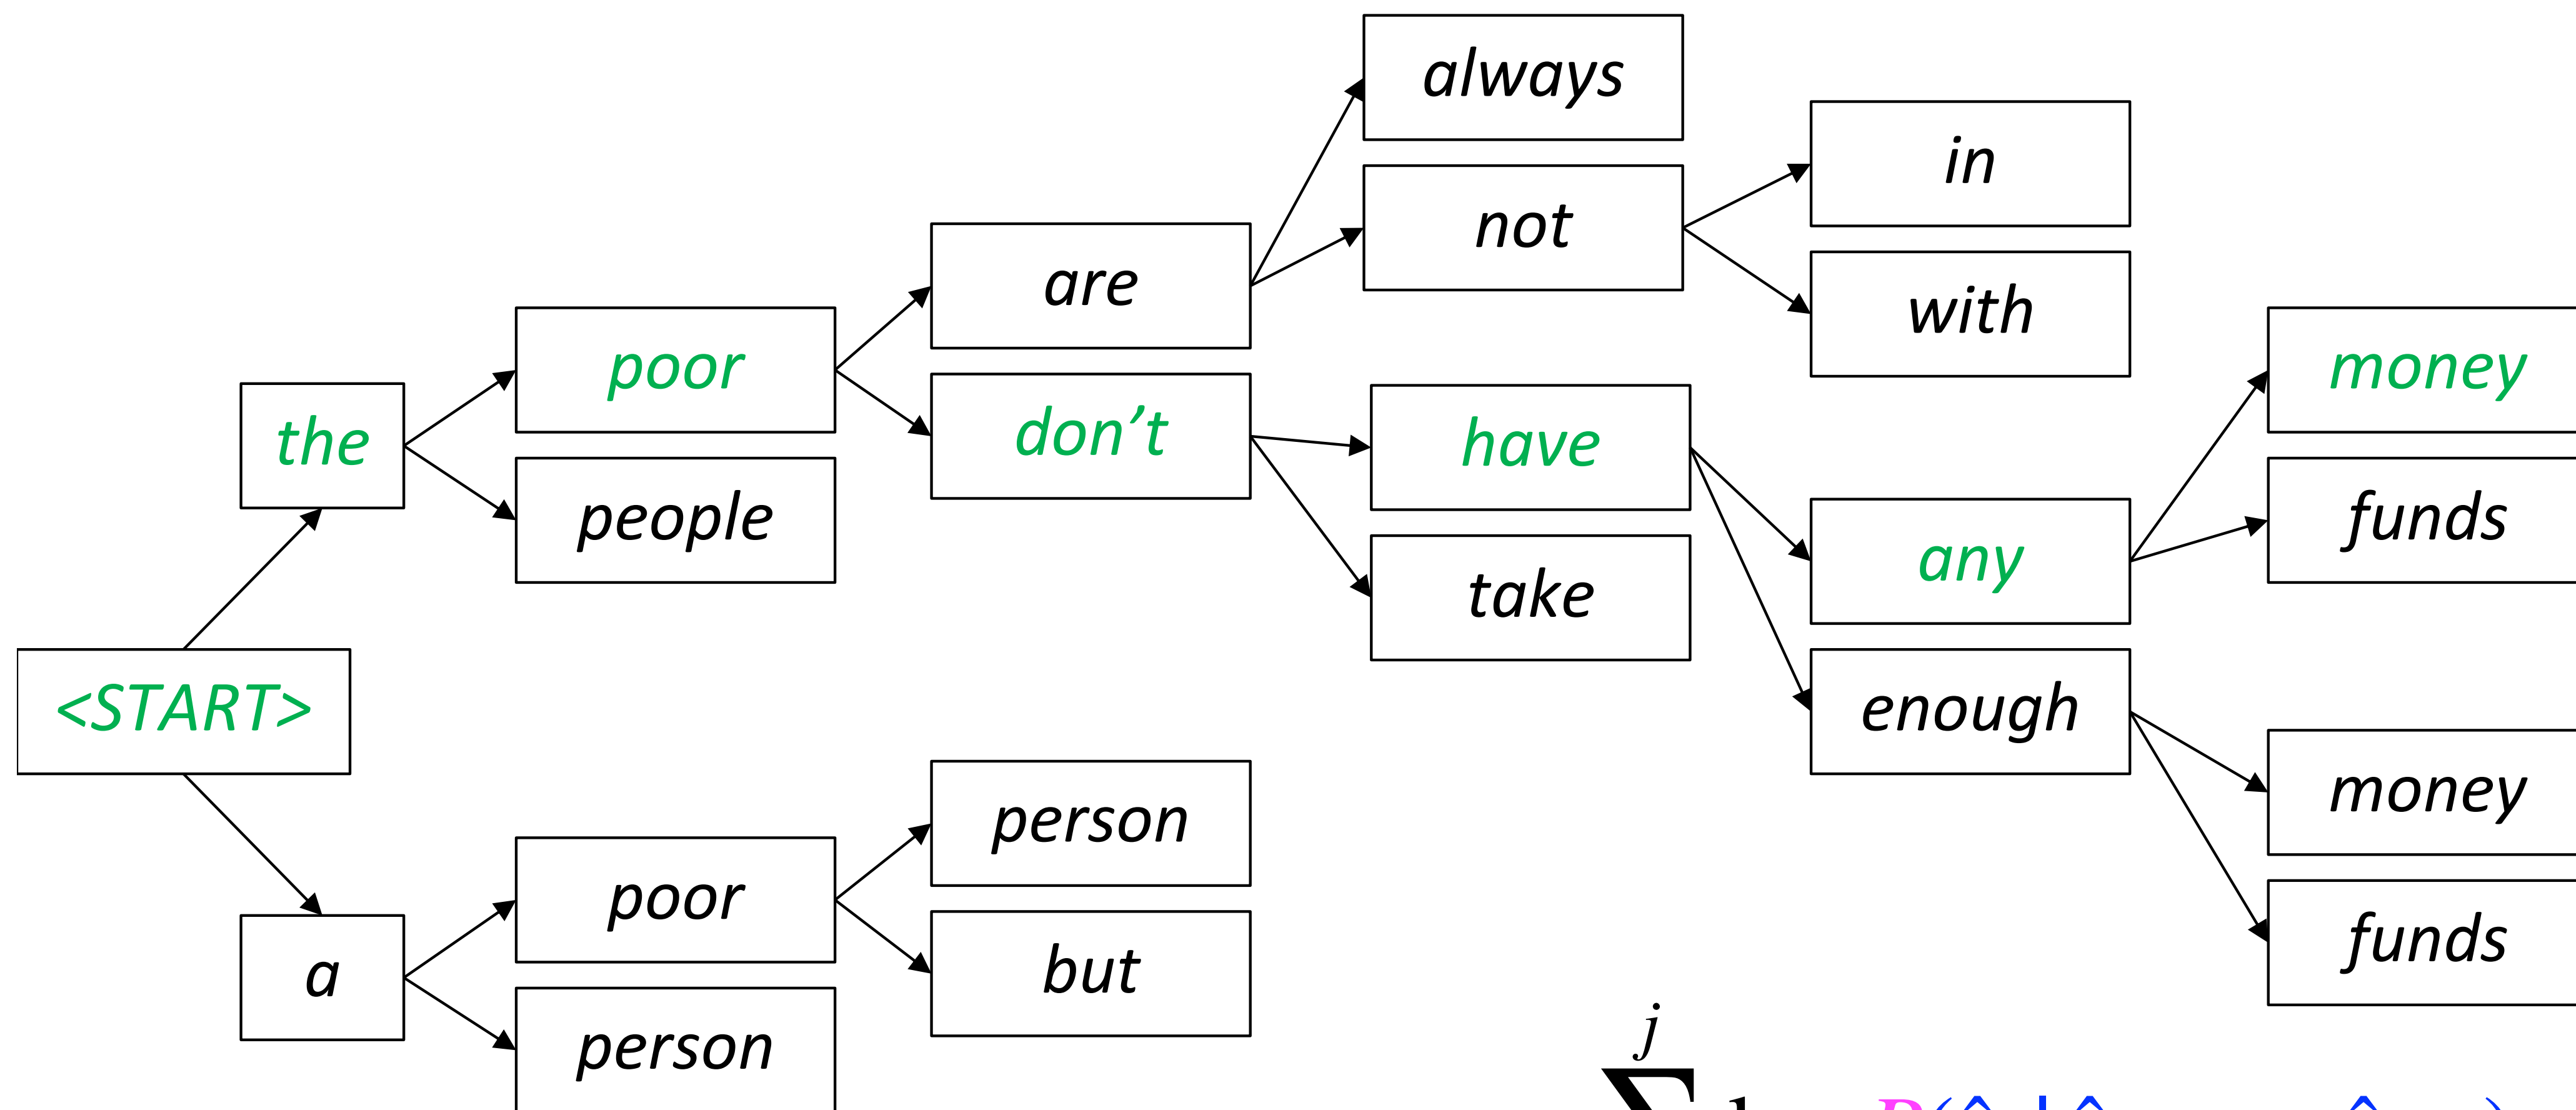 always
in
not
are
with
poor
money
the
don't
have
people
funds
any
take
<START>
enough
money
person
poor
funds
but
a
j
person
∑